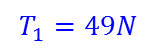 T₁ = 49N